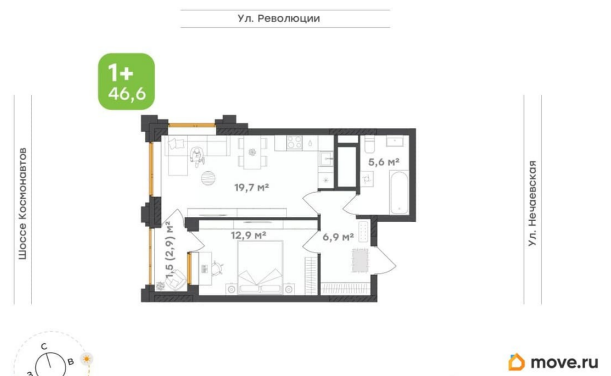 Ул. Революции
1+
46,6
Шоссе Космонавтов
19,7 м²
5,6 м²
1,5 (2,9) м²
12,9 м²
6,9 м²
Ул. Нечаевская
С
В
З
move.ru